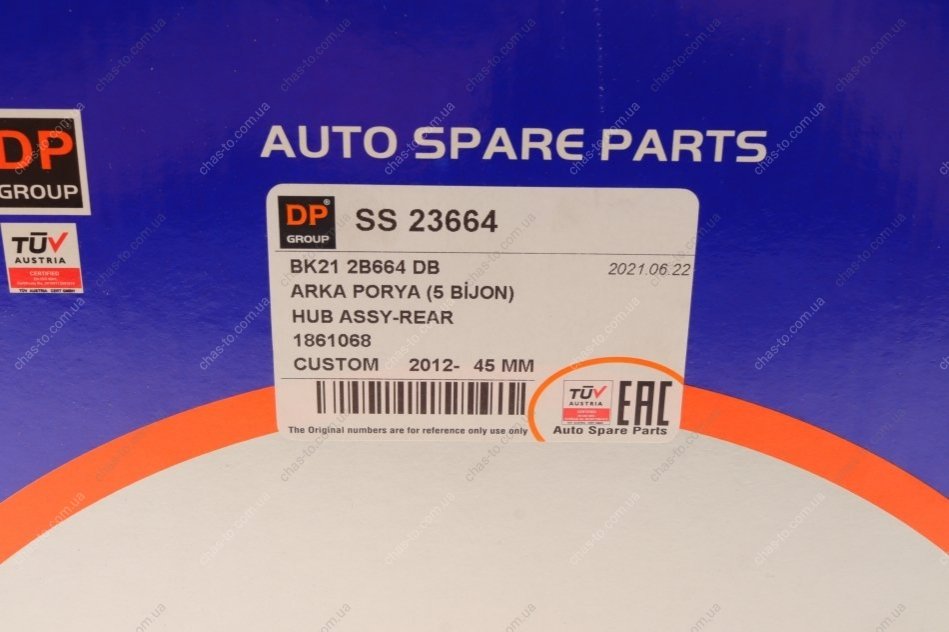 AUTO SPARE PARTS
DP
GROUP
TÜV
AUSTRIA
CERTIFIED
DP®
GROUP
SS 23664
BK21 2B664 DB
2021.06.22
ARKA PORYA (5 BİJON)
HUB ASSY-REAR
1861068
CUSTOM 2012- 45 MM
The Original numbers are for reference only use only
TÜV
AUSTRIA
EAC
Auto Spare Parts
chas-to.com.ua